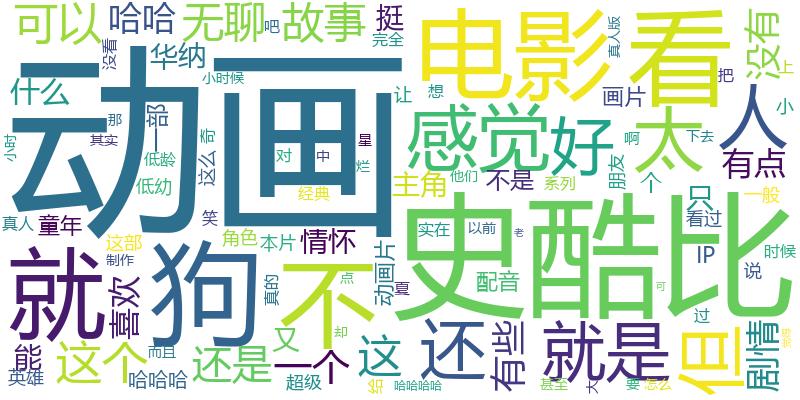 可以
哈哈
无聊
吧
故事
挺
完全
电影
看
真人版
没有
上
没看
华纳
小时候
什么
那
一部
让
想
画片
把
小
动画
感觉
好
太
人
啊
下去
其实
小时
低龄
这么
奇
对
中
星
烂
他们
朋友
有点
低幼
经典
主角
不是
系列
个
只
一般
真人
童年
笑
这部
角色
本片
情怀
实在
以前
老
史酷比
看过
IP
时候
制作
就
狗
喜欢
真的
不
点
动画片
夏
配音
可
说
过
能
这个
而且
还是
又
却
这
还
有些
就是
但
剧情
英雄
哈哈哈
超级
一个
给
哈哈哈哈
甚至
大
要
怎么